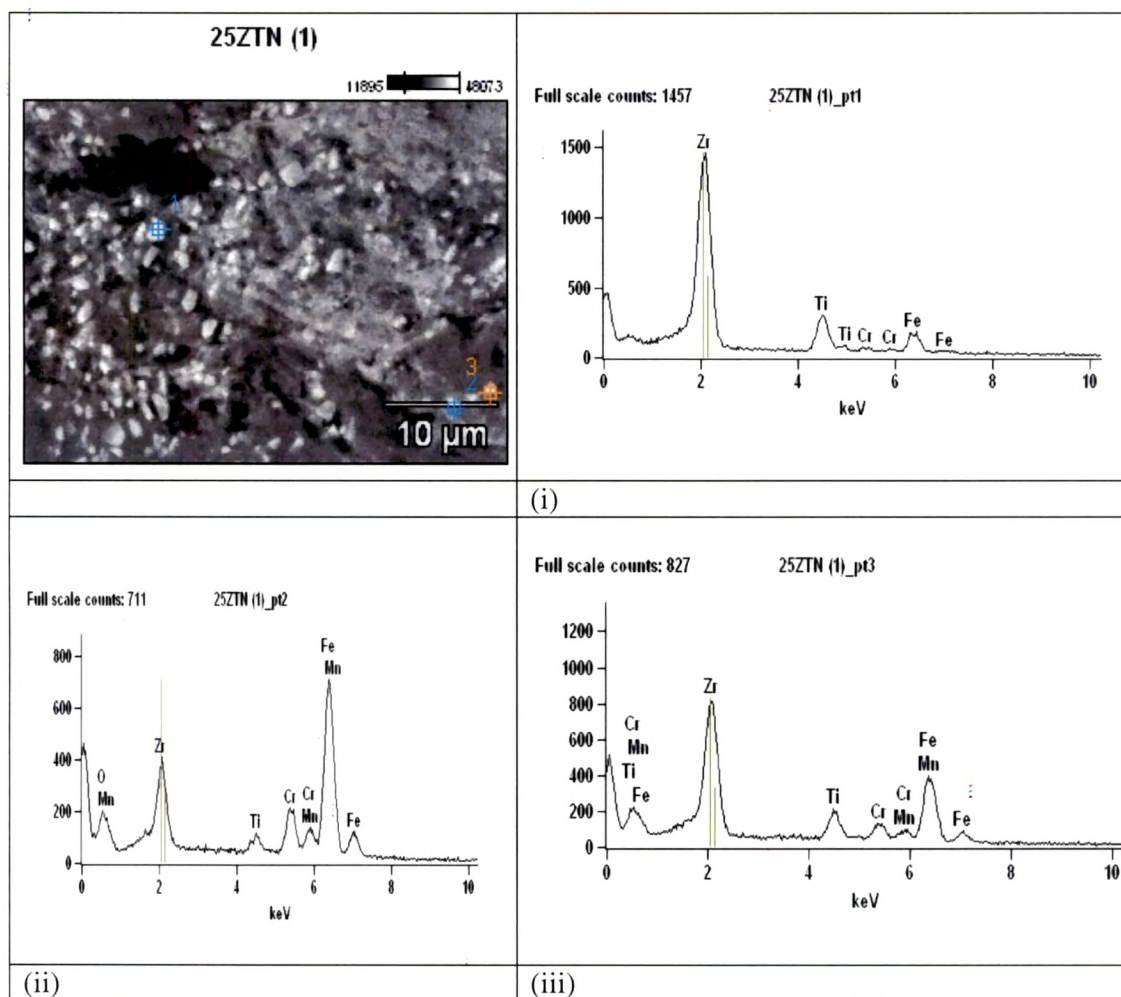 25ZTN (1)
11895 48073
1
3
2
10 µm
Full scale counts: 1457 25ZTN (1)_pt1
Zr
1500
1000
500
0
Ti
Ti Cr Cr Fe Fe
0 2 4 6 8 10
keV
(i)
Full scale counts: 711 25ZTN (1)_pt2
800
600
400
200
0
Fe
Mn
Zr
O
Mn
Ti
Cr
Cr
Mn
Fe
0 2 4 6 8 10
keV
(ii)
Full scale counts: 827 25ZTN (1)_pt3
1200
1000
800
600
400
200
0
Zr
Cr
Mn
Ti
Fe
Ti
Cr
Cr
Mn
Fe
Mn
Fe
0 2 4 6 8 10
keV
(iii)